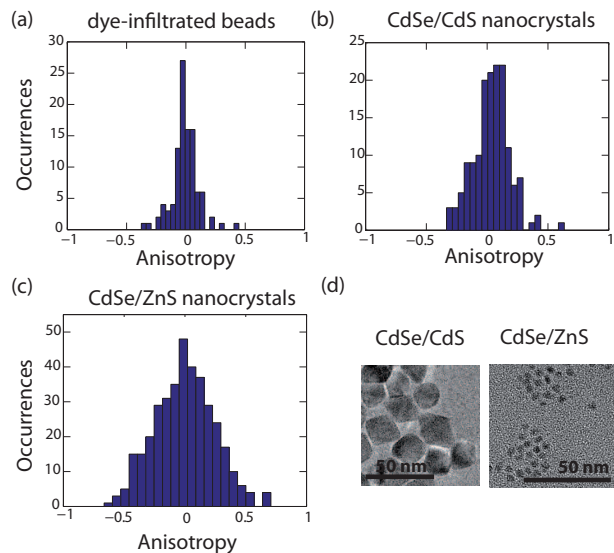 (a)
dye-infiltrated beads
30
25
20
15
10
5
0
Occurrences
−1
−0.5
0
0.5
1
Anisotropy
(b)
CdSe/CdS nanocrystals
25
20
15
10
5
0
−1
−0.5
0
0.5
1
Anisotropy
(c)
CdSe/ZnS nanocrystals
50
40
30
20
10
0
Occurrences
−1
−0.5
0
0.5
1
Anisotropy
(d)
CdSe/CdS
50 nm
CdSe/ZnS
50 nm